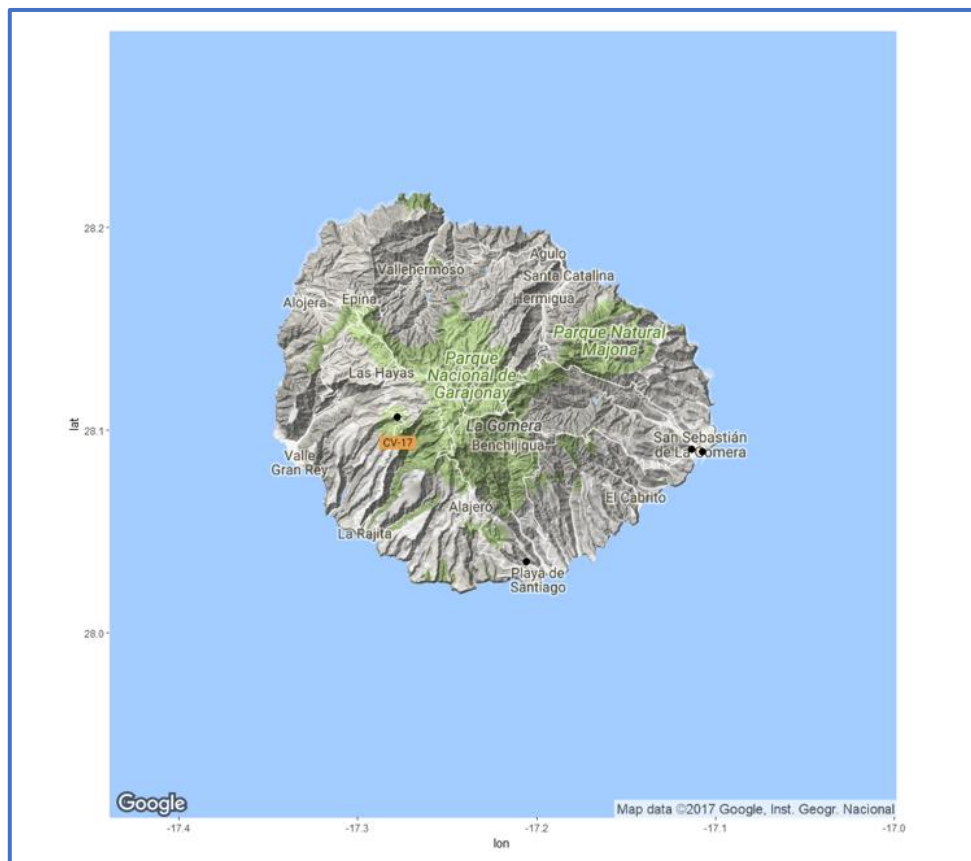 28.2
28.1
28.0
lat
Agulo
Vallehermoso
Santa Catalina
Alojera
Epina
Hermigua
Parque Natural
Majona
Parque
Nacional de
Garajonay
Las Hayas
La Gomera
CV-17
Benchijigua
San Sebastián
de La Gomera
Valle
Gran Rey
El Cabrito
Alajeró
La Rajita
Playa de
Santiago
Google
Map data ©2017 Google, Inst. Geogr. Nacional
-17.4
-17.3
-17.2
-17.1
-17.0
lon